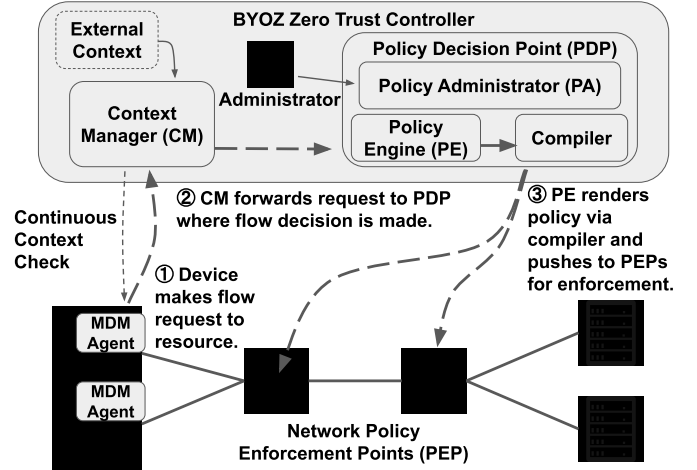 BYOZ Zero Trust Controller
External
Context
Policy Decision Point (PDP)
Policy Administrator (PA)
Administrator
Context
Manager (CM)
Policy
Engine (PE)
Compiler
② CM forwards request to PDP
where flow decision is made.
③ PE renders
policy via
compiler and
pushes to PEPs
for enforcement.
Continuous
Context
Check
① Device
makes flow
request to
resource.
MDM
Agent
MDM
Agent
Network Policy
Enforcement Points (PEP)